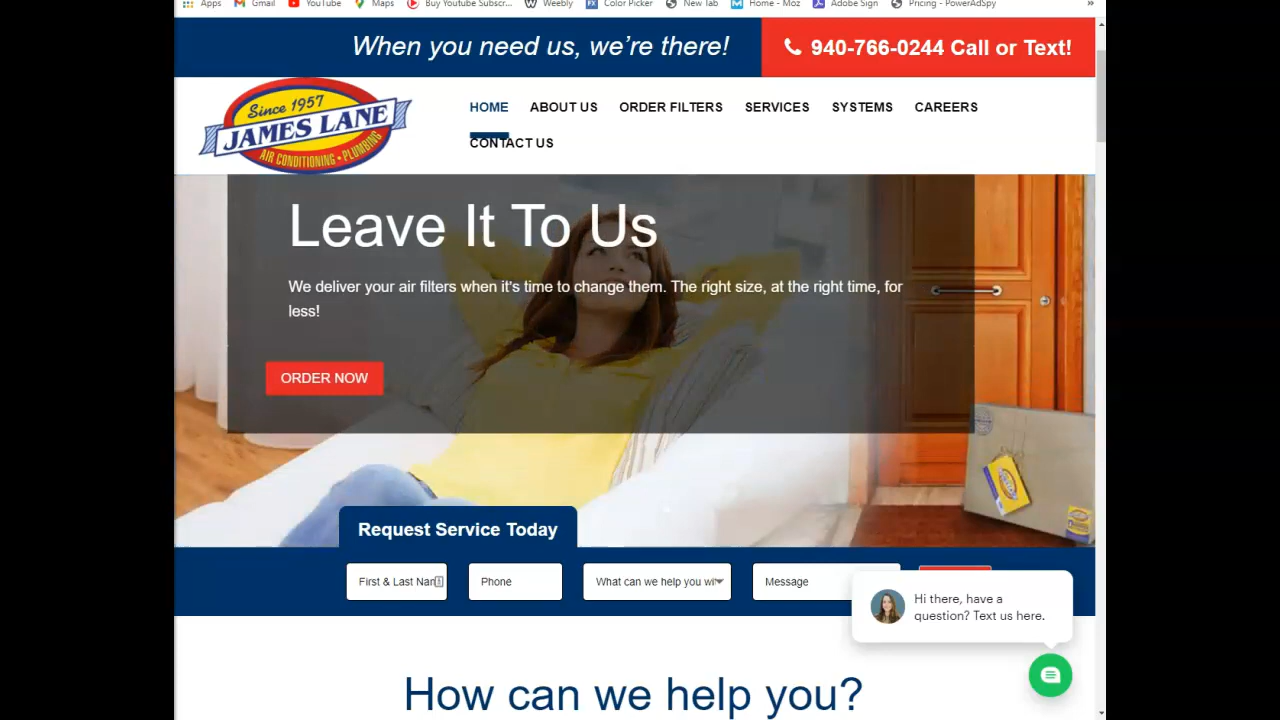 Apps Gmail YouTube Maps Buy Youtube Subscr... Weebly Color Picker New Tab Home - Moz Adobe Sign Pricing - PowerAdSpy »
When you need us, we're there!
940-766-0244 Call or Text!
Since 1957
JAMES LANE
AIR CONDITIONING • PLUMBING
HOME ABOUT US ORDER FILTERS SERVICES SYSTEMS CAREERS
CONTACT US
Leave It To Us
We deliver your air filters when it's time to change them. The right size, at the right time, for
less!
ORDER NOW
Request Service Today
First & Last Nam Phone What can we help you wi Message
Hi there, have a
question? Text us here.
How can we help you?